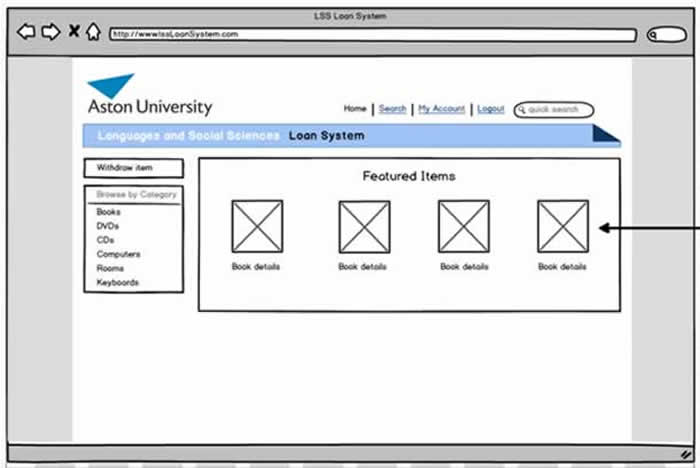 LSS Loan System
http://www.lssLoanSystem.com
Aston University
Home | Search | My Account | Logout quick search
Languages and Social Sciences Loan System
Withdraw item
Browse by Category
Books
DVDs
CDs
Computers
Rooms
Keyboards
Featured Items
Book details Book details Book details Book details